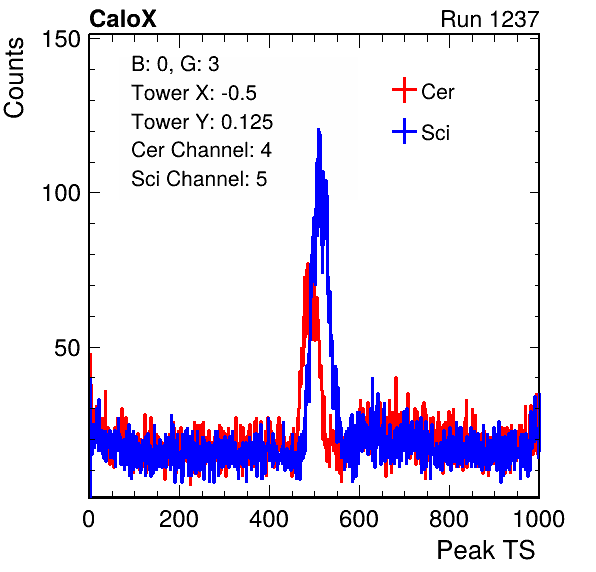 CaloX Run 1237
Counts
150
100
50
B: 0, G: 3
Tower X: -0.5
Tower Y: 0.125
Cer Channel: 4
Sci Channel: 5
Cer
Sci
0 200 400 600 800 1000
Peak TS